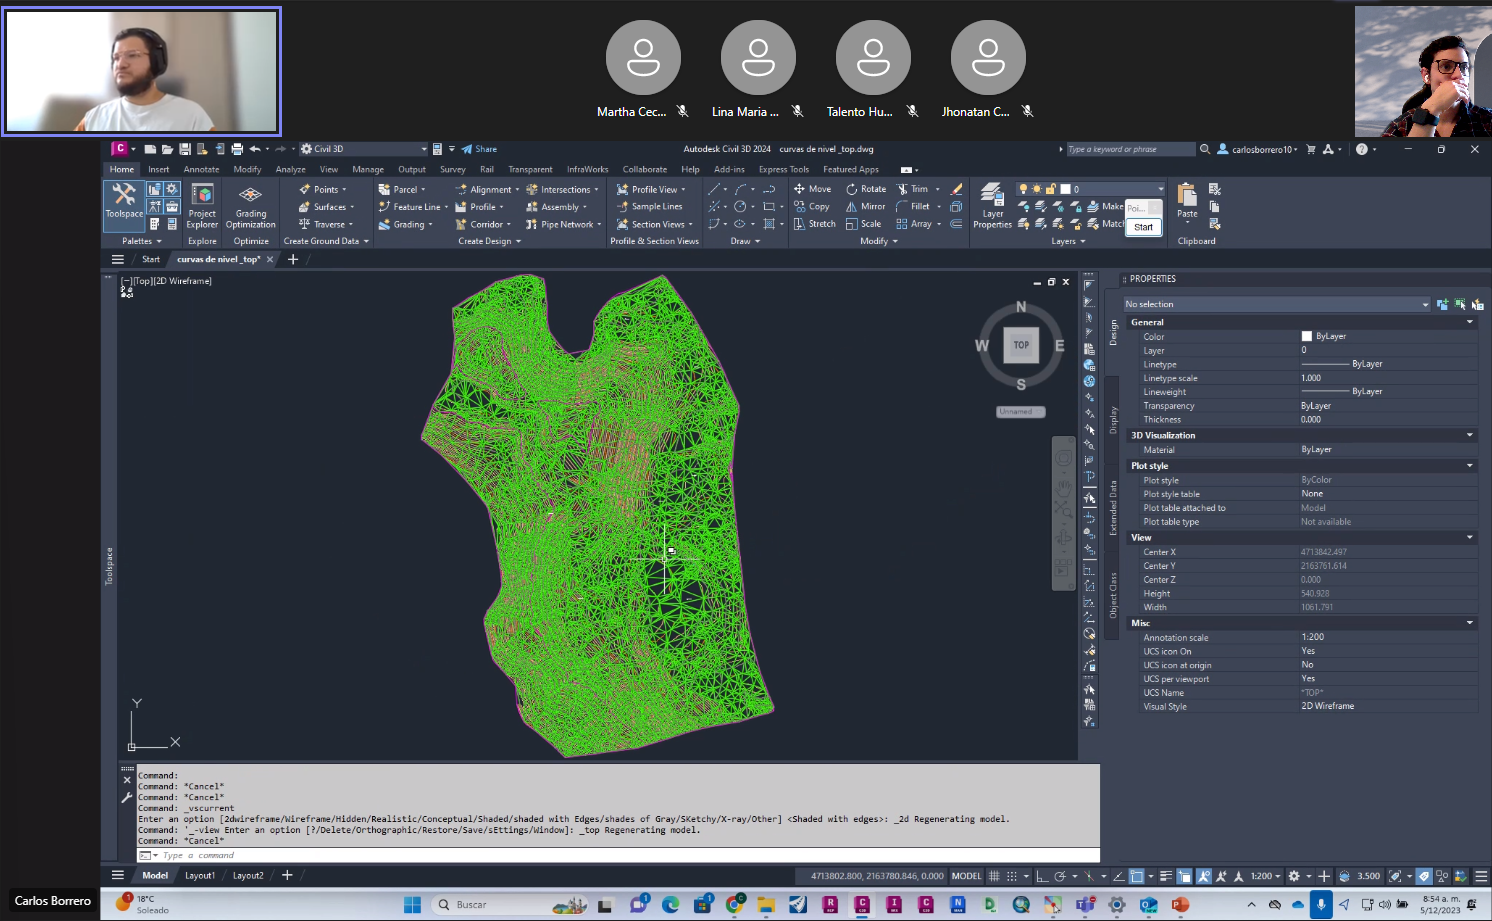 Martha Cec...
Lina Maria ...
Talento Hu...
Jhonatan C...
Civil 3D
Share
Autodesk Civil 3D 2024 curvas de nivel _top.dwg
Type a keyword or phrase
carlosborrero10
Home Insert Annotate Modify Analyze View Manage Output Survey Rail Transparent InfraWorks Collaborate Help Add-ins Express Tools Featured Apps
Toolspace
Palettes
Project Explorer
Explore
Grading Optimization
Optimize
Points
Surfaces
Traverse
Create Ground Data
Parcel
Feature Line
Grading
Alignment
Profile
Corridor
Intersections
Assembly
Pipe Network
Create Design
Profile View
Sample Lines
Section Views
Profile & Section Views
Draw
Move
Copy
Stretch
Rotate
Mirror
Scale
Trim
Fillet
Array
Modify
Layer Properties
0
Make
Match
Layers
Poi...
Start
Paste
Clipboard
Start
curvas de nivel _top*
[−][Top][2D Wireframe]
N
W
TOP
E
S
Unnamed
Toolspace
Y
X
PROPERTIES
No selection
Design
Display
Extended Data
Object Class
General
Color ByLayer
Layer 0
Linetype ByLayer
Linetype scale 1.000
Lineweight ByLayer
Transparency ByLayer
Thickness 0.000
3D Visualization
Material ByLayer
Plot style
Plot style ByColor
Plot style table None
Plot table attached to Model
Plot table type Not available
View
Center X 4713842.497
Center Y 2163761.614
Center Z 0.000
Height 540.928
Width 1061.791
Misc
Annotation scale 1:200
UCS icon On Yes
UCS icon at origin No
UCS per viewport Yes
UCS Name *TOP*
Visual Style 2D Wireframe
Command:
Command: *Cancel*
Command: *Cancel*
Command: _vscurrent
Enter an option [2dwireframe/Wireframe/Hidden/Realistic/Conceptual/Shaded/shaded with Edges/shades of Gray/SKetchy/X-ray/Other] <Shaded with edges>: _2d Regenerating model.
Command: '_-view Enter an option [?/Delete/Orthographic/Restore/Save/sEttings/Window]: _top Regenerating model.
Command: *Cancel*
Type a command
Model Layout1 Layout2
4713802.800, 2163780.846, 0.000 MODEL
1:200
3.500
Carlos Borrero
18°C
Soleado
Buscar
8:54 a. m.
5/12/2023